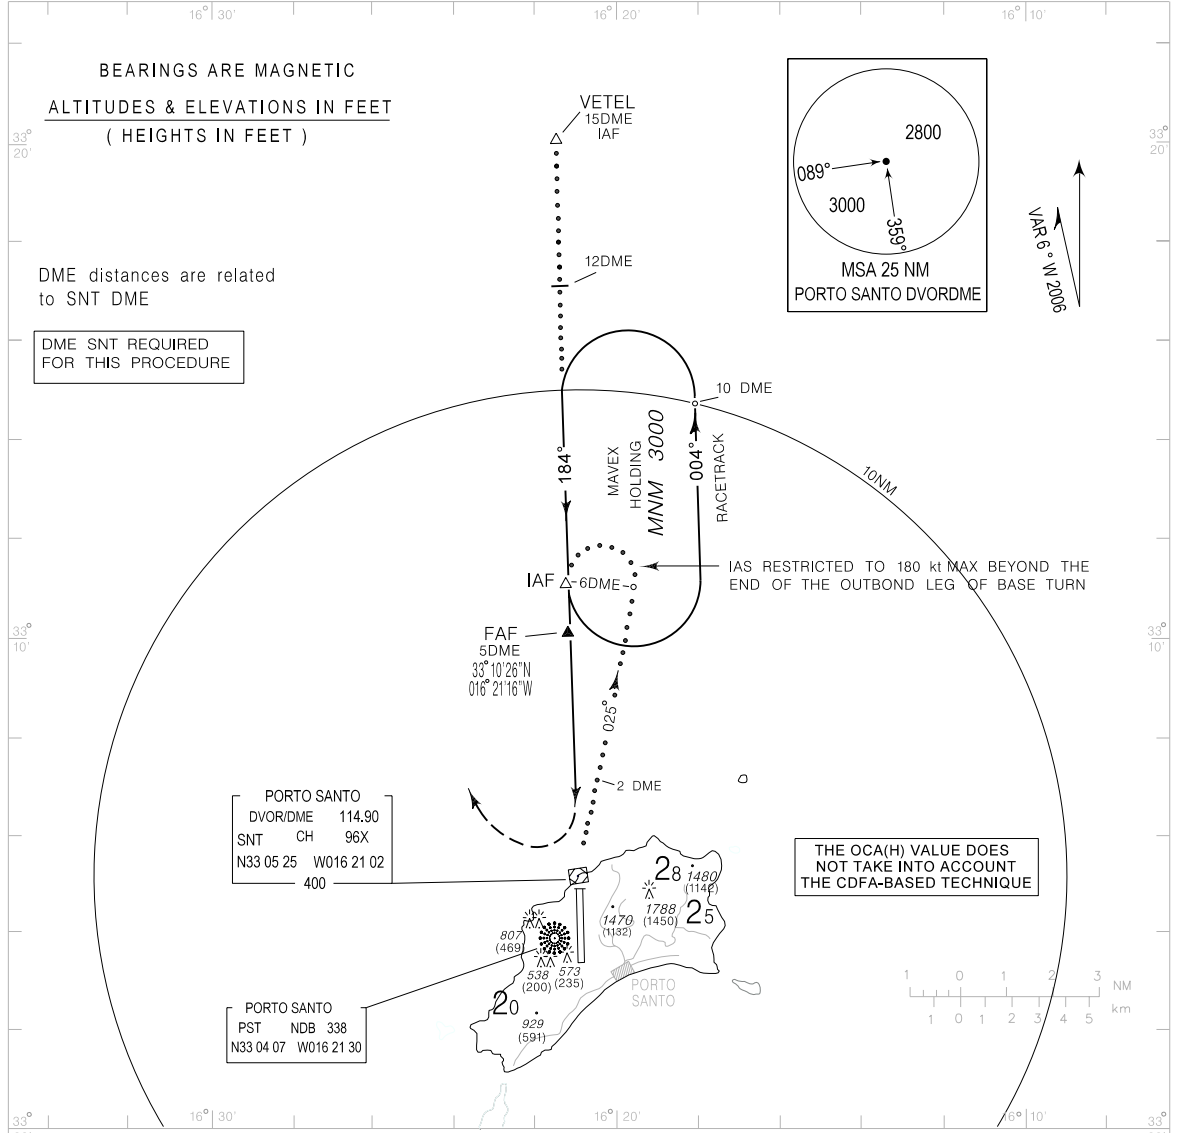 16° 30'
16° 20'
16° 10'
BEARINGS ARE MAGNETIC
ALTITUDES & ELEVATIONS IN FEET
( HEIGHTS IN FEET )
33°
20'
33°
20'
VETEL
15DME
IAF
2800
089°
3000
359°
MSA 25 NM
PORTO SANTO DVORDME
VAR 6° W 2006
DME distances are related
to SNT DME
12DME
DME SNT REQUIRED
FOR THIS PROCEDURE
10 DME
184°
MAVEX
HOLDING
MNM 3000
004°
RACETRACK
10NM
IAF
6DME
IAS RESTRICTED TO 180 kt MAX BEYOND THE
END OF THE OUTBOND LEG OF BASE TURN
33°
10'
33°
10'
FAF
5DME
33° 10'26"N
016° 21'16"W
025°
2 DME
PORTO SANTO
DVOR/DME 114.90
SNT CH 96X
N33 05 25 W016 21 02
400
THE OCA(H) VALUE DOES
NOT TAKE INTO ACCOUNT
THE CDFA-BASED TECHNIQUE
28
1480
(1142)
1788
(1450)
25
1470
(1132)
807
(469)
538
(200)
573
(235)
PORTO
SANTO
20
929
(591)
PORTO SANTO
PST NDB 338
N33 04 07 W016 21 30
1 0 1 2 3 NM
1 0 1 2 3 4 5 km
33°
16° 30'
16° 20'
16° 10'
33°